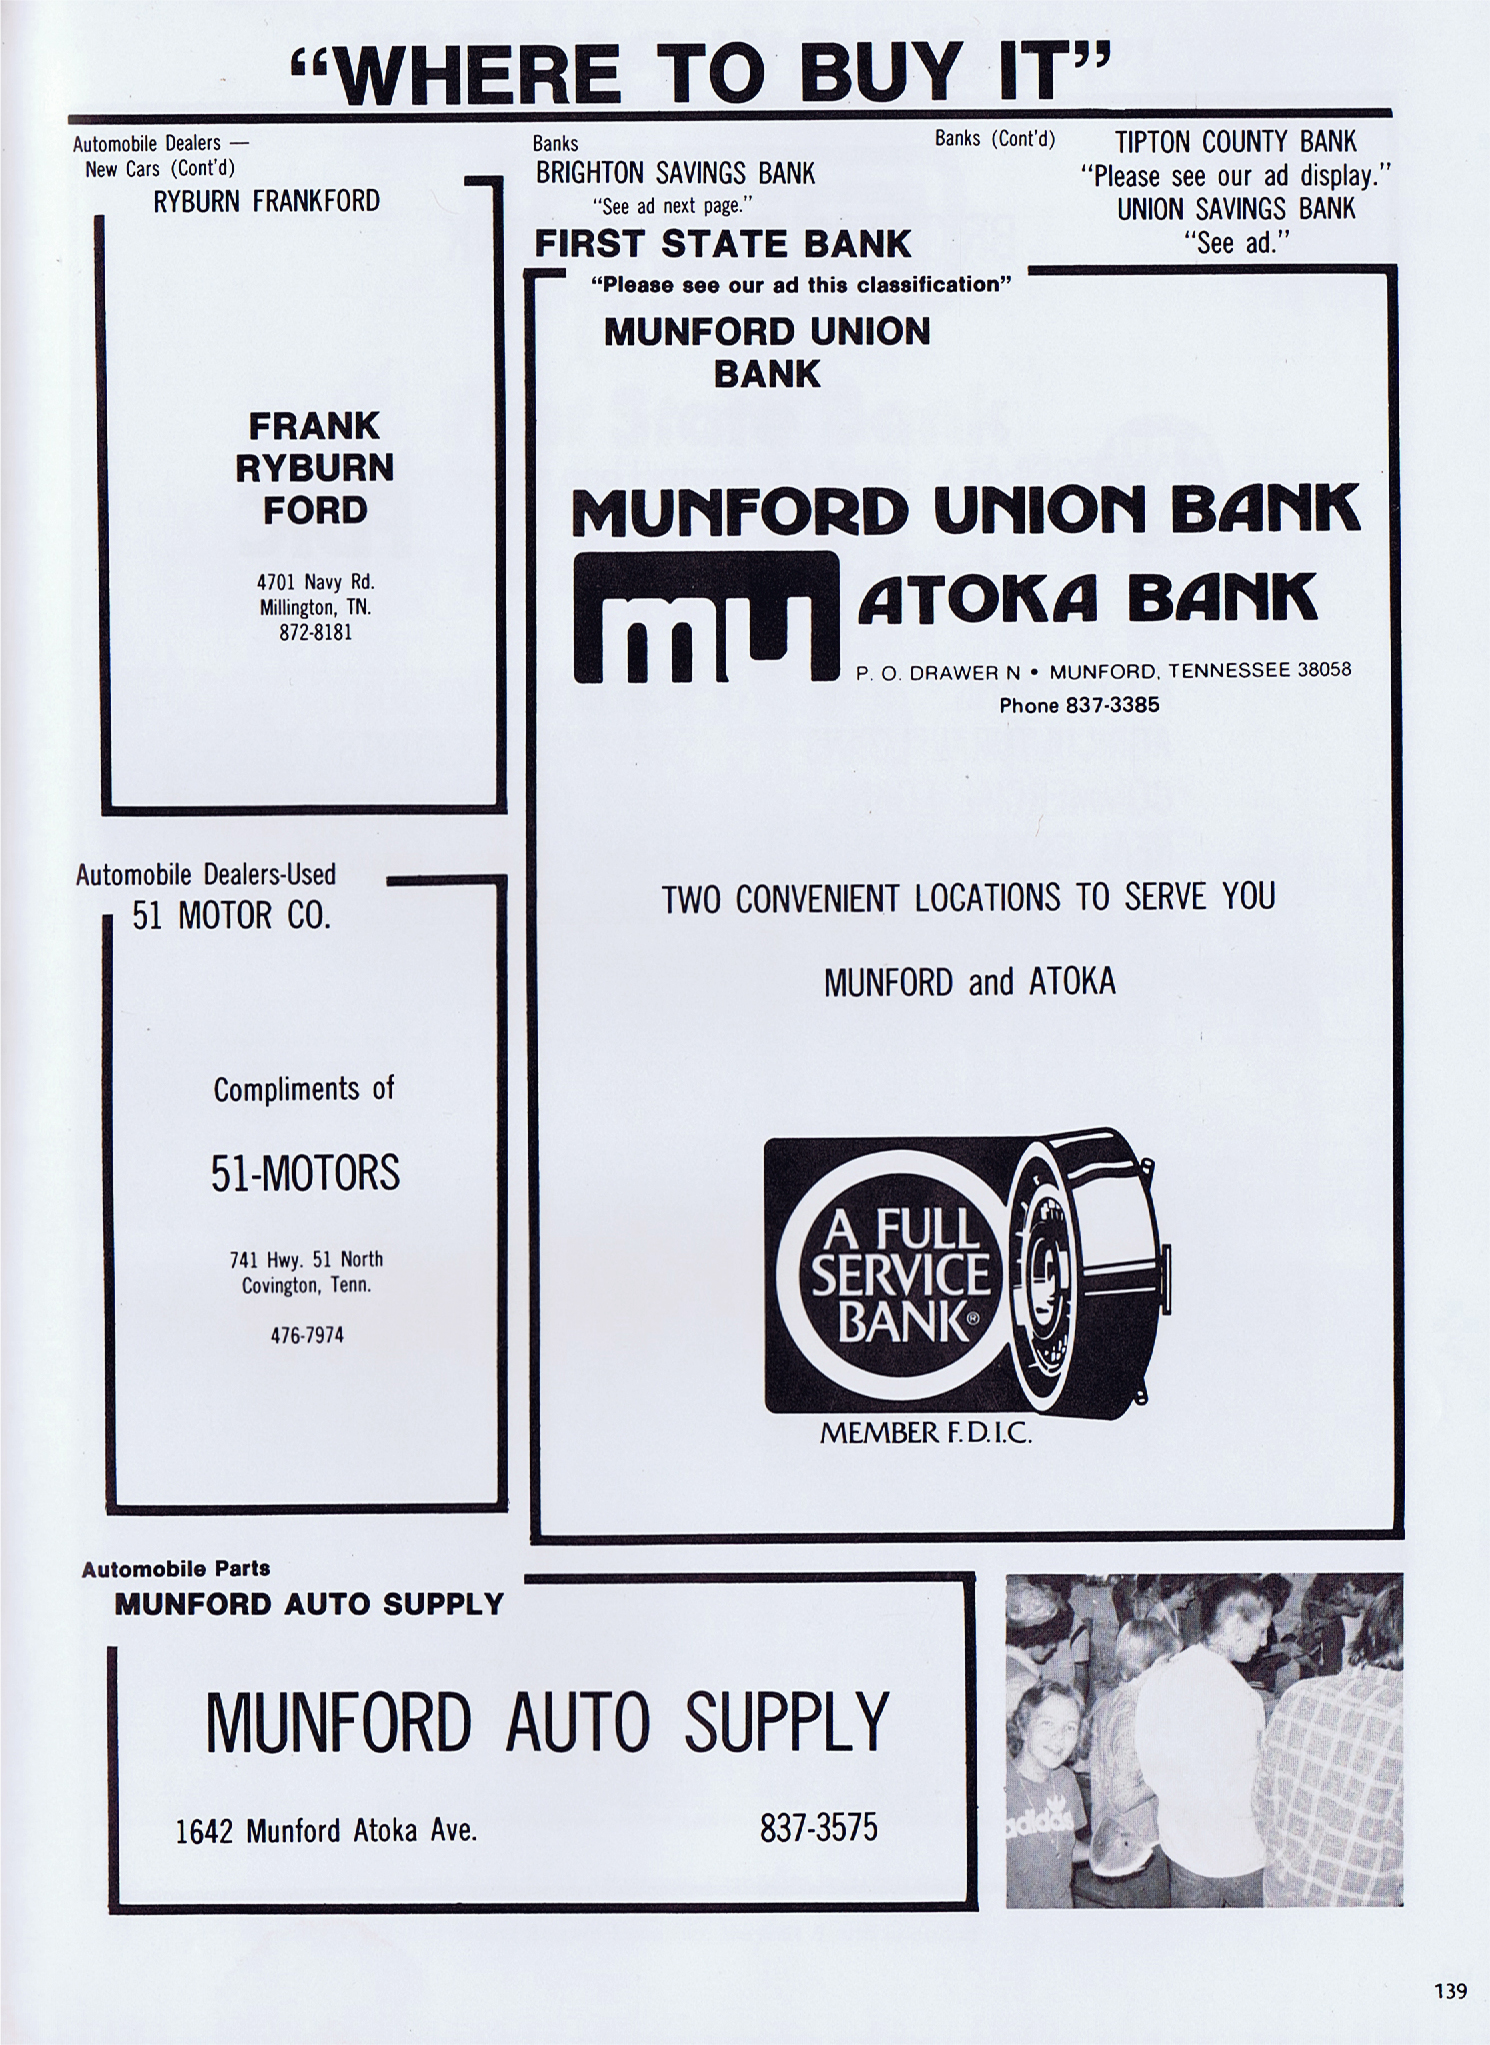 “WHERE TO BUY IT”
Automobile Dealers —
New Cars (Cont'd)
RYBURN FRANKFORD
FRANK
RYBURN
FORD
4701 Navy Rd.
Millington, TN.
872-8181
Automobile Dealers-Used
51 MOTOR CO.
Compliments of
51-MOTORS
741 Hwy. 51 North
Covington, Tenn.
476-7974
Banks
BRIGHTON SAVINGS BANK
“See ad next page.”
FIRST STATE BANK
“Please see our ad this classification”
MUNFORD UNION
BANK
Banks (Cont'd)
TIPTON COUNTY BANK
“Please see our ad display.”
UNION SAVINGS BANK
“See ad.”
MUNFORD UNION BANK
mu
ATOKA BANK
P. O. DRAWER N • MUNFORD, TENNESSEE 38058
Phone 837-3385
TWO CONVENIENT LOCATIONS TO SERVE YOU
MUNFORD and ATOKA
A FULL
SERVICE
BANK®
MEMBER F.D.I.C.
Automobile Parts
MUNFORD AUTO SUPPLY
MUNFORD AUTO SUPPLY
1642 Munford Atoka Ave.
837-3575
adidas
139